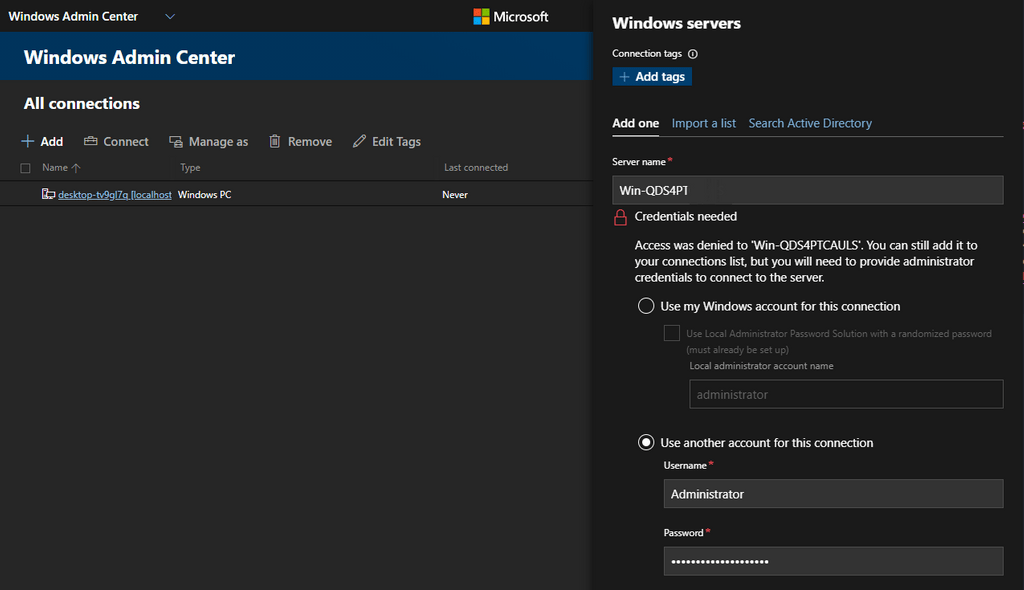 Windows Admin Center
Microsoft
Windows Admin Center
All connections
Add Connect Manage as Remove Edit Tags
Name Type Last connected
desktop-tv9gl7q [localhost Windows PC Never
Windows servers
Connection tags
Add tags
Add one Import a list Search Active Directory
Server name *
Win-QDS4PT
Credentials needed
Access was denied to 'Win-QDS4PTCAULS'. You can still add it to
your connections list, but you will need to provide administrator
credentials to connect to the server.
Use my Windows account for this connection
Use Local Administrator Password Solution with a randomized password
(must already be set up)
Local administrator account name
administrator
Use another account for this connection
Username *
Administrator
Password *
••••••••••••••••••••